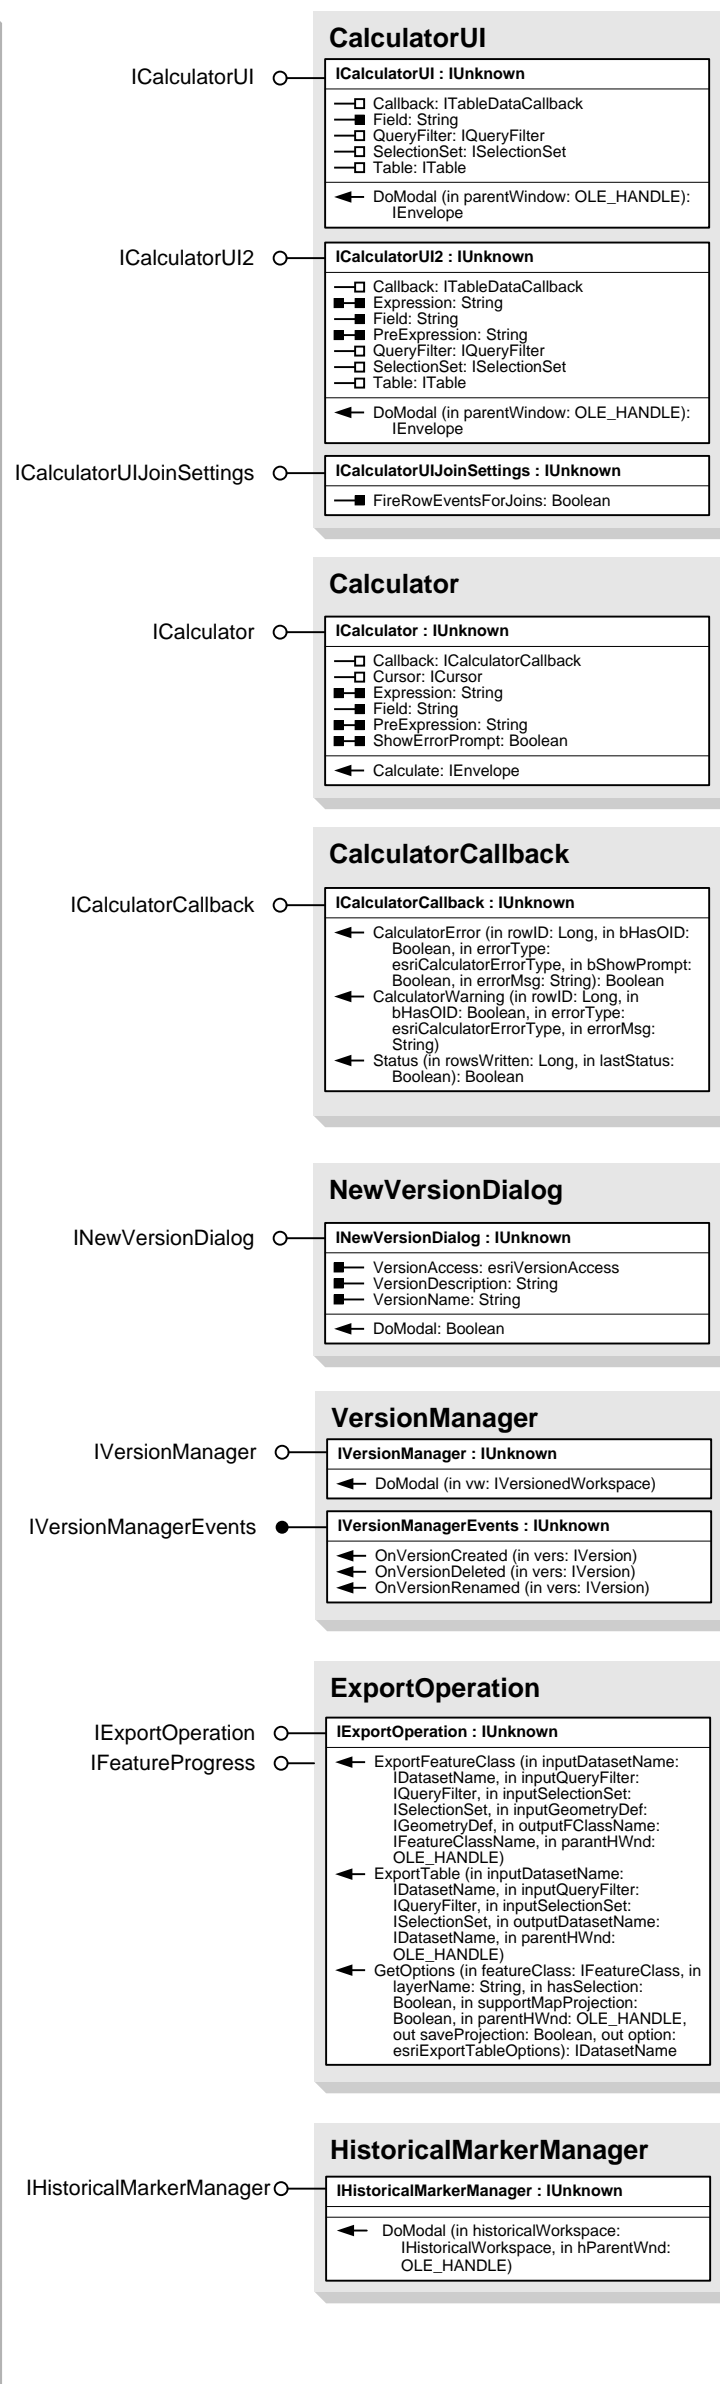 CalculatorUI
ICalculatorUI
ICalculatorUI : IUnknown
Callback: ITableDataCallback
Field: String
QueryFilter: IQueryFilter
SelectionSet: ISelectionSet
Table: ITable
DoModal (in parentWindow: OLE_HANDLE):
IEnvelope
ICalculatorUI2
ICalculatorUI2 : IUnknown
Callback: ITableDataCallback
Expression: String
Field: String
PreExpression: String
QueryFilter: IQueryFilter
SelectionSet: ISelectionSet
Table: ITable
DoModal (in parentWindow: OLE_HANDLE):
IEnvelope
ICalculatorUIJoinSettings
ICalculatorUIJoinSettings : IUnknown
FireRowEventsForJoins: Boolean
Calculator
ICalculator
ICalculator : IUnknown
Callback: ICalculatorCallback
Cursor: ICursor
Expression: String
Field: String
PreExpression: String
ShowErrorPrompt: Boolean
Calculate: IEnvelope
CalculatorCallback
ICalculatorCallback
ICalculatorCallback : IUnknown
CalculatorError (in rowID: Long, in bHasOID:
Boolean, in errorType:
esriCalculatorErrorType, in bShowPrompt:
Boolean, in errorMsg: String): Boolean
CalculatorWarning (in rowID: Long, in
bHasOID: Boolean, in errorType:
esriCalculatorErrorType, in errorMsg:
String)
Status (in rowsWritten: Long, in lastStatus:
Boolean): Boolean
NewVersionDialog
INewVersionDialog
INewVersionDialog : IUnknown
VersionAccess: esriVersionAccess
VersionDescription: String
VersionName: String
DoModal: Boolean
VersionManager
IVersionManager
IVersionManager : IUnknown
DoModal (in vw: IVersionedWorkspace)
IVersionManagerEvents
IVersionManagerEvents : IUnknown
OnVersionCreated (in vers: IVersion)
OnVersionDeleted (in vers: IVersion)
OnVersionRenamed (in vers: IVersion)
ExportOperation
IExportOperation
IExportOperation : IUnknown
IFeatureProgress
ExportFeatureClass (in inputDatasetName:
IDatasetName, in inputQueryFilter:
IQueryFilter, in inputSelectionSet:
ISelectionSet, in inputGeometryDef:
IGeometryDef, in outputFClassName:
IFeatureClassName, in parantHWnd:
OLE_HANDLE)
ExportTable (in inputDatasetName:
IDatasetName, in inputQueryFilter:
IQueryFilter, in inputSelectionSet:
ISelectionSet, in outputDatasetName:
IDatasetName, in parentHWnd:
OLE_HANDLE)
GetOptions (in featureClass: IFeatureClass, in
layerName: String, in hasSelection:
Boolean, in supportMapProjection:
Boolean, in parentHWnd: OLE_HANDLE,
out saveProjection: Boolean, out option:
esriExportTableOptions): IDatasetName
HistoricalMarkerManager
IHistoricalMarkerManager
IHistoricalMarkerManager : IUnknown
DoModal (in historicalWorkspace:
IHistoricalWorkspace, in hParentWnd:
OLE_HANDLE)